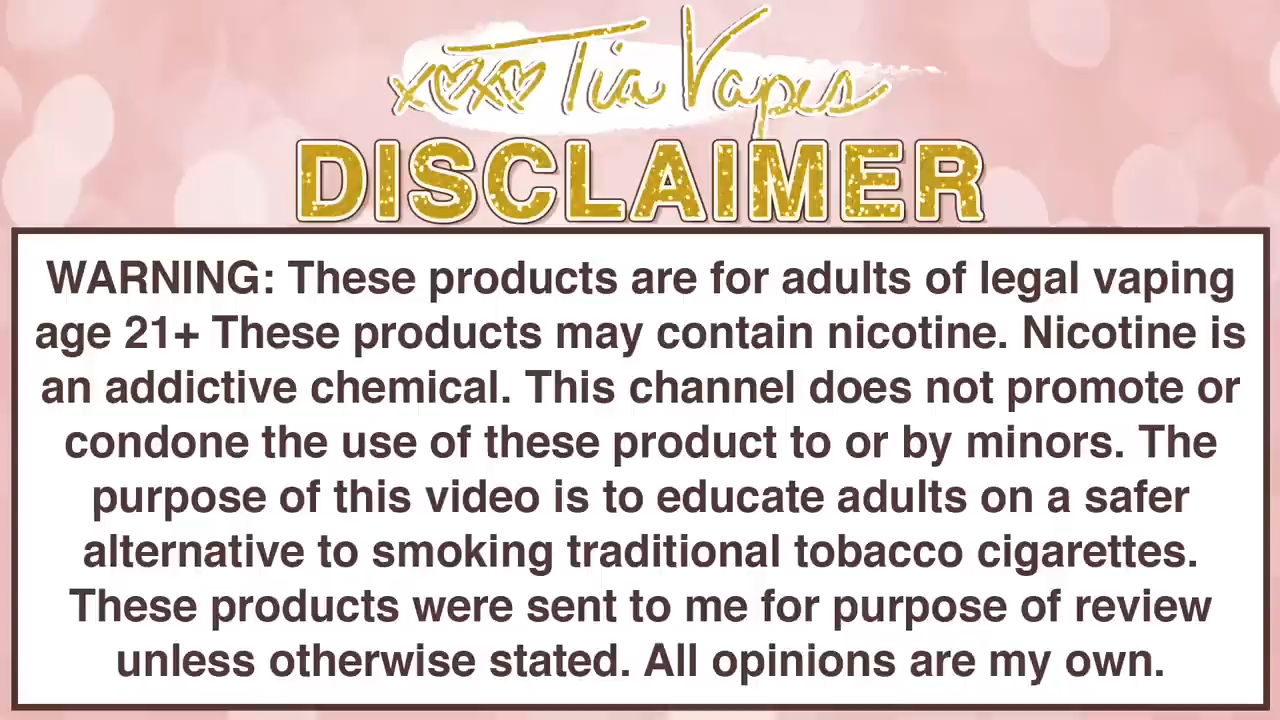 xoxo Tia Vapes
DISCLAIMER
WARNING: These products are for adults of legal vaping
age 21+ These products may contain nicotine. Nicotine is
an addictive chemical. This channel does not promote or
condone the use of these product to or by minors. The
purpose of this video is to educate adults on a safer
alternative to smoking traditional tobacco cigarettes.
These products were sent to me for purpose of review
unless otherwise stated. All opinions are my own.